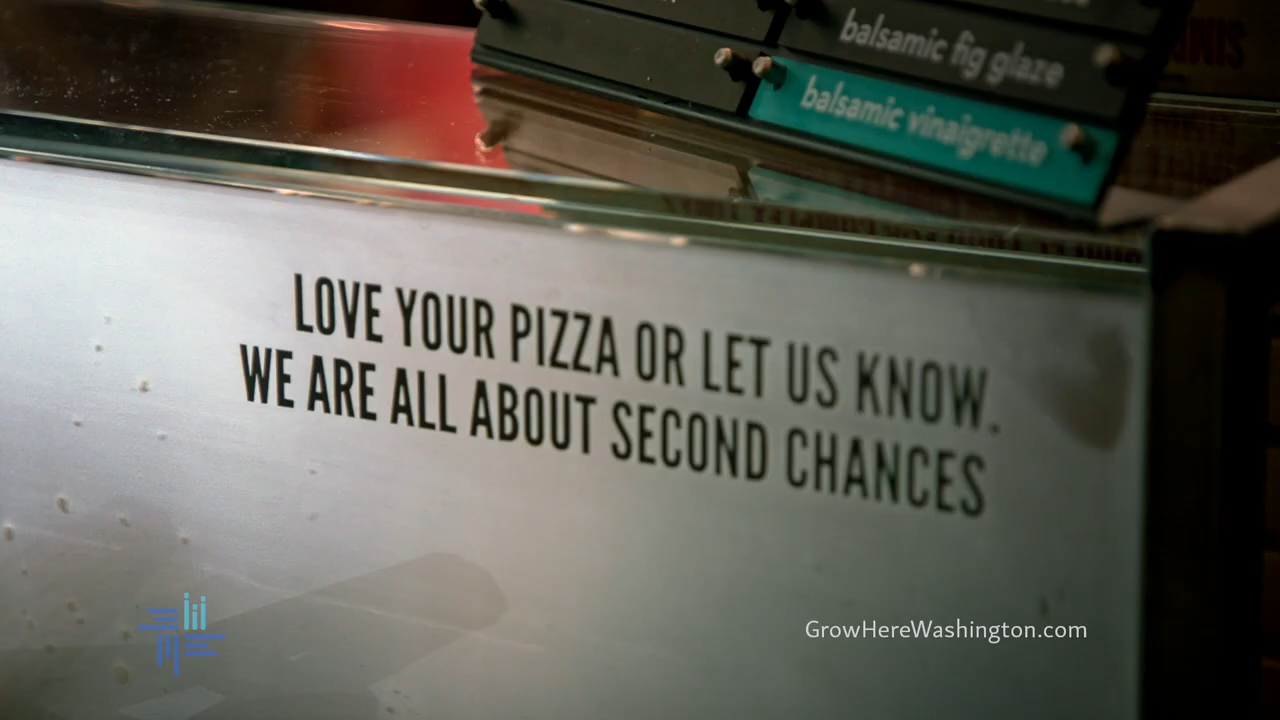 balsamic fig glaze
balsamic vinaigrette
LOVE YOUR PIZZA OR LET US KNOW.
WE ARE ALL ABOUT SECOND CHANCES
GrowHereWashington.com